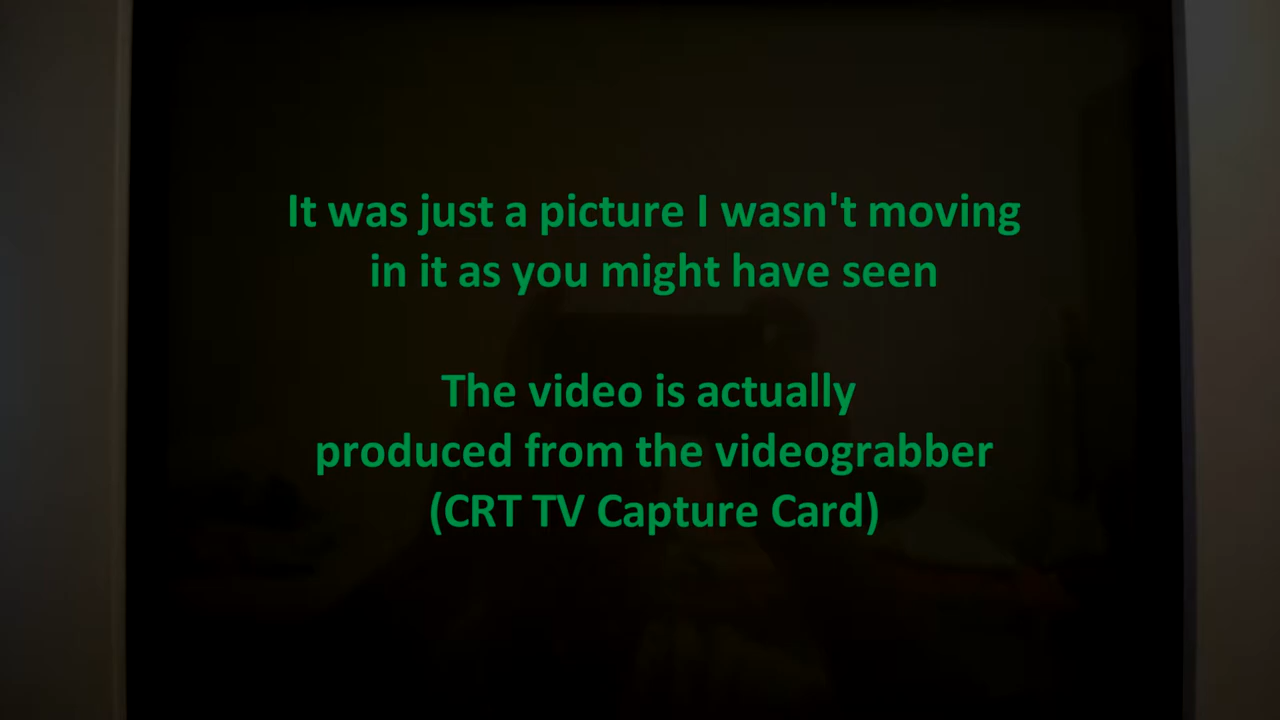 It was just a picture I wasn't moving
in it as you might have seen
The video is actually
produced from the videograbber
(CRT TV Capture Card)